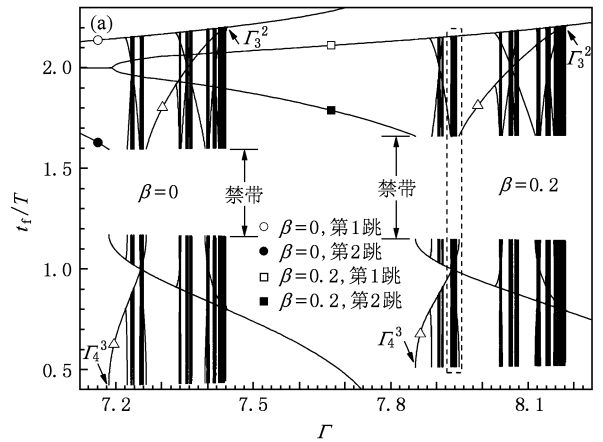 (a)
Γ₃²
Γ₃²
2.0
β=0
禁带
禁带
β=0.2
1.5
t_f/T
β=0,第1跳
β=0,第2跳
β=0.2,第1跳
β=0.2,第2跳
1.0
Γ₄³
Γ₄³
0.5
7.2 7.5 7.8 8.1
Γ